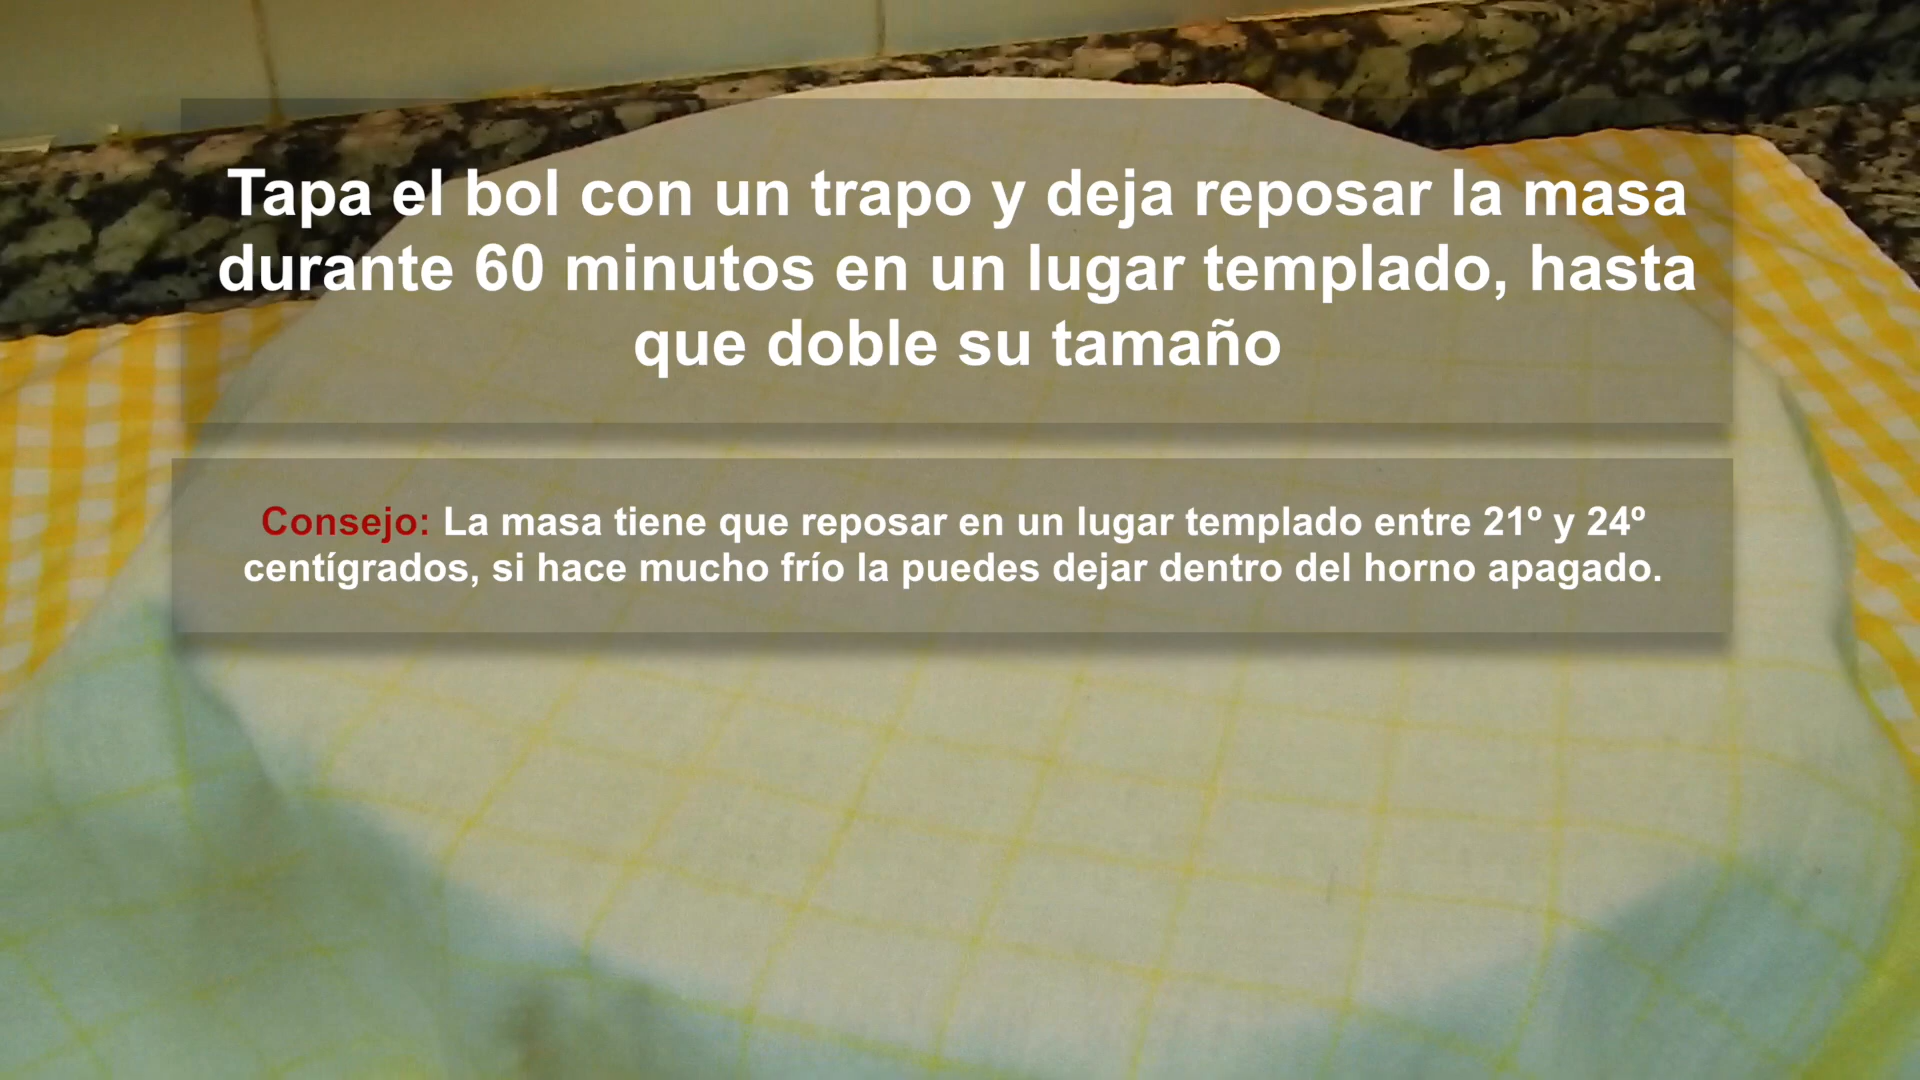 Tapa el bol con un trapo y deja reposar la masa
durante 60 minutos en un lugar templado, hasta
que doble su tamaño
Consejo: La masa tiene que reposar en un lugar templado entre 21º y 24º
centígrados, si hace mucho frío la puedes dejar dentro del horno apagado.